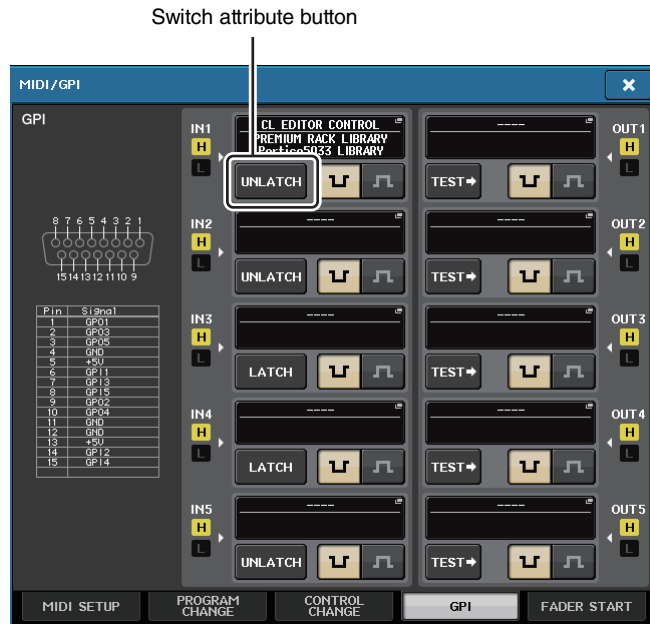 Switch attribute button
MIDI/GPI
GPI
IN1
H
L
CL EDITOR CONTROL
PREMIUM RACK LIBRARY
Portico5033 LIBRARY
UNLATCH
----
TEST
OUT1
H
L
8 7 6 5 4 3 2 1
15 14 13 12 11 10 9
IN2
H
L
----
UNLATCH
----
TEST
OUT2
H
L
Pin Signal
1 GPO1
2 GPO3
3 GPO5
4 GND
5 +5V
6 GPI1
7 GPI3
8 GPI5
9 GPO2
10 GPO4
11 GND
12 GND
13 +5V
14 GPI2
15 GPI4
IN3
H
L
----
LATCH
----
TEST
OUT3
H
L
IN4
H
L
----
LATCH
----
TEST
OUT4
H
L
IN5
H
L
----
UNLATCH
----
TEST
OUT5
H
L
MIDI SETUP
PROGRAM
CHANGE
CONTROL
CHANGE
GPI
FADER START